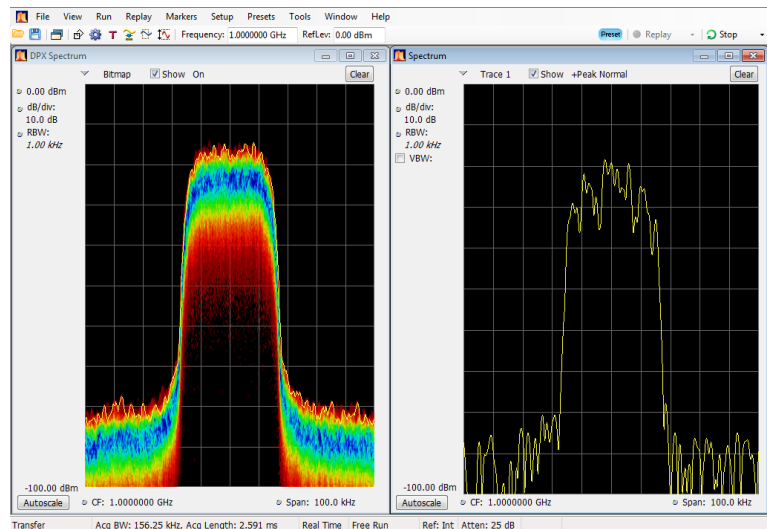 File View Run Replay Markers Setup Presets Tools Window Help
T Frequency: 1.0000000 GHz RefLev: 0.00 dBm Preset Replay Stop
DPX Spectrum
Bitmap Show On Clear
0.00 dBm
dB/div:
10.0 dB
RBW:
1.00 kHz
-100.00 dBm
Autoscale CF: 1.0000000 GHz Span: 100.0 kHz
Spectrum
Trace 1 Show +Peak Normal Clear
0.00 dBm
dB/div:
10.0 dB
RBW:
1.00 kHz
VBW:
-100.00 dBm
Autoscale CF: 1.0000000 GHz Span: 100.0 kHz
Transfer Acq BW: 156.25 kHz, Acq Length: 2.591 ms Real Time Free Run Ref: Int Atten: 25 dB